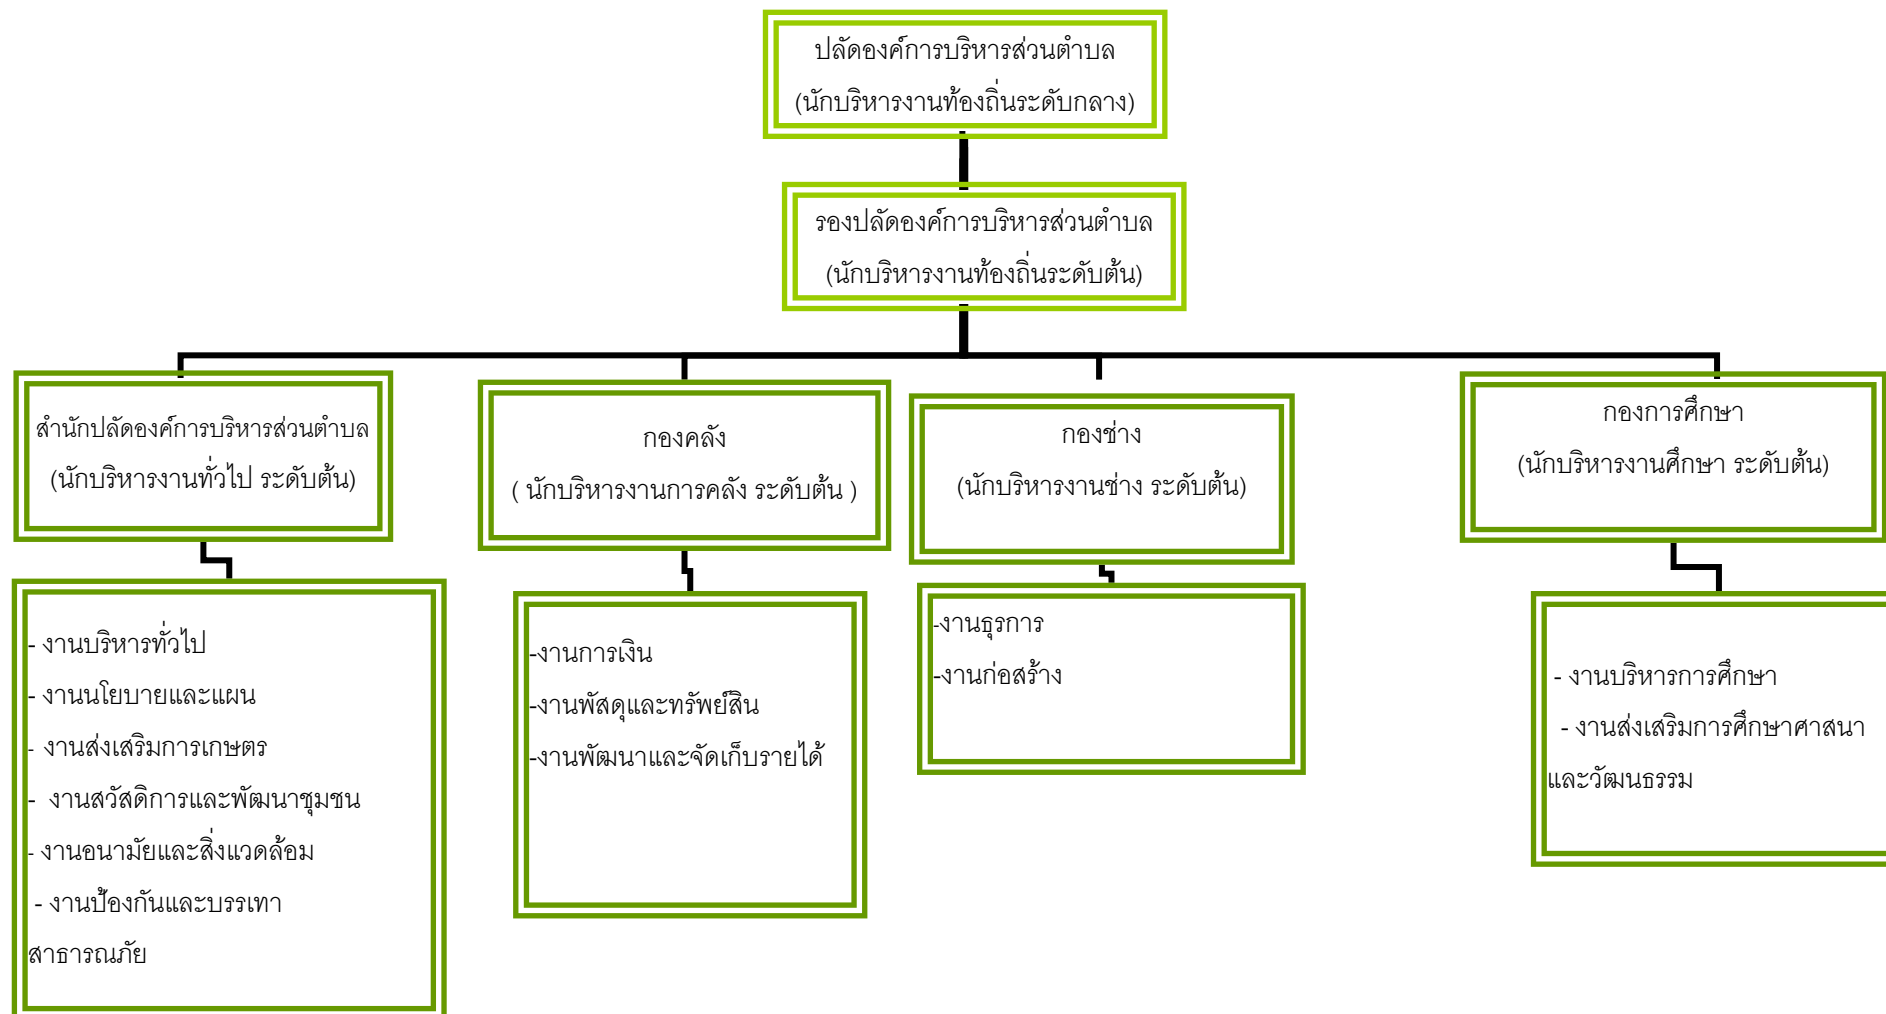 ปลัดองค์การบริหารส่วนตำบล
(นักบริหารงานท้องถิ่นระดับกลาง)
รองปลัดองค์การบริหารส่วนตำบล
(นักบริหารงานท้องถิ่นระดับต้น)
สำนักปลัดองค์การบริหารส่วนตำบล
(นักบริหารงานทั่วไป ระดับต้น)
กองคลัง
( นักบริหารงานการคลัง ระดับต้น )
กองช่าง
(นักบริหารงานช่าง ระดับต้น)
กองการศึกษา
(นักบริหารงานศึกษา ระดับต้น)
- งานบริหารทั่วไป
- งานนโยบายและแผน
- งานส่งเสริมการเกษตร
- งานสวัสดิการและพัฒนาชุมชน
- งานอนามัยและสิ่งแวดล้อม
- งานป้องกันและบรรเทา
สาธารณภัย
-งานการเงิน
-งานพัสดุและทรัพย์สิน
-งานพัฒนาและจัดเก็บรายได้
-งานธุรการ
-งานก่อสร้าง
- งานบริหารการศึกษา
- งานส่งเสริมการศึกษาศาสนา
และวัฒนธรรม